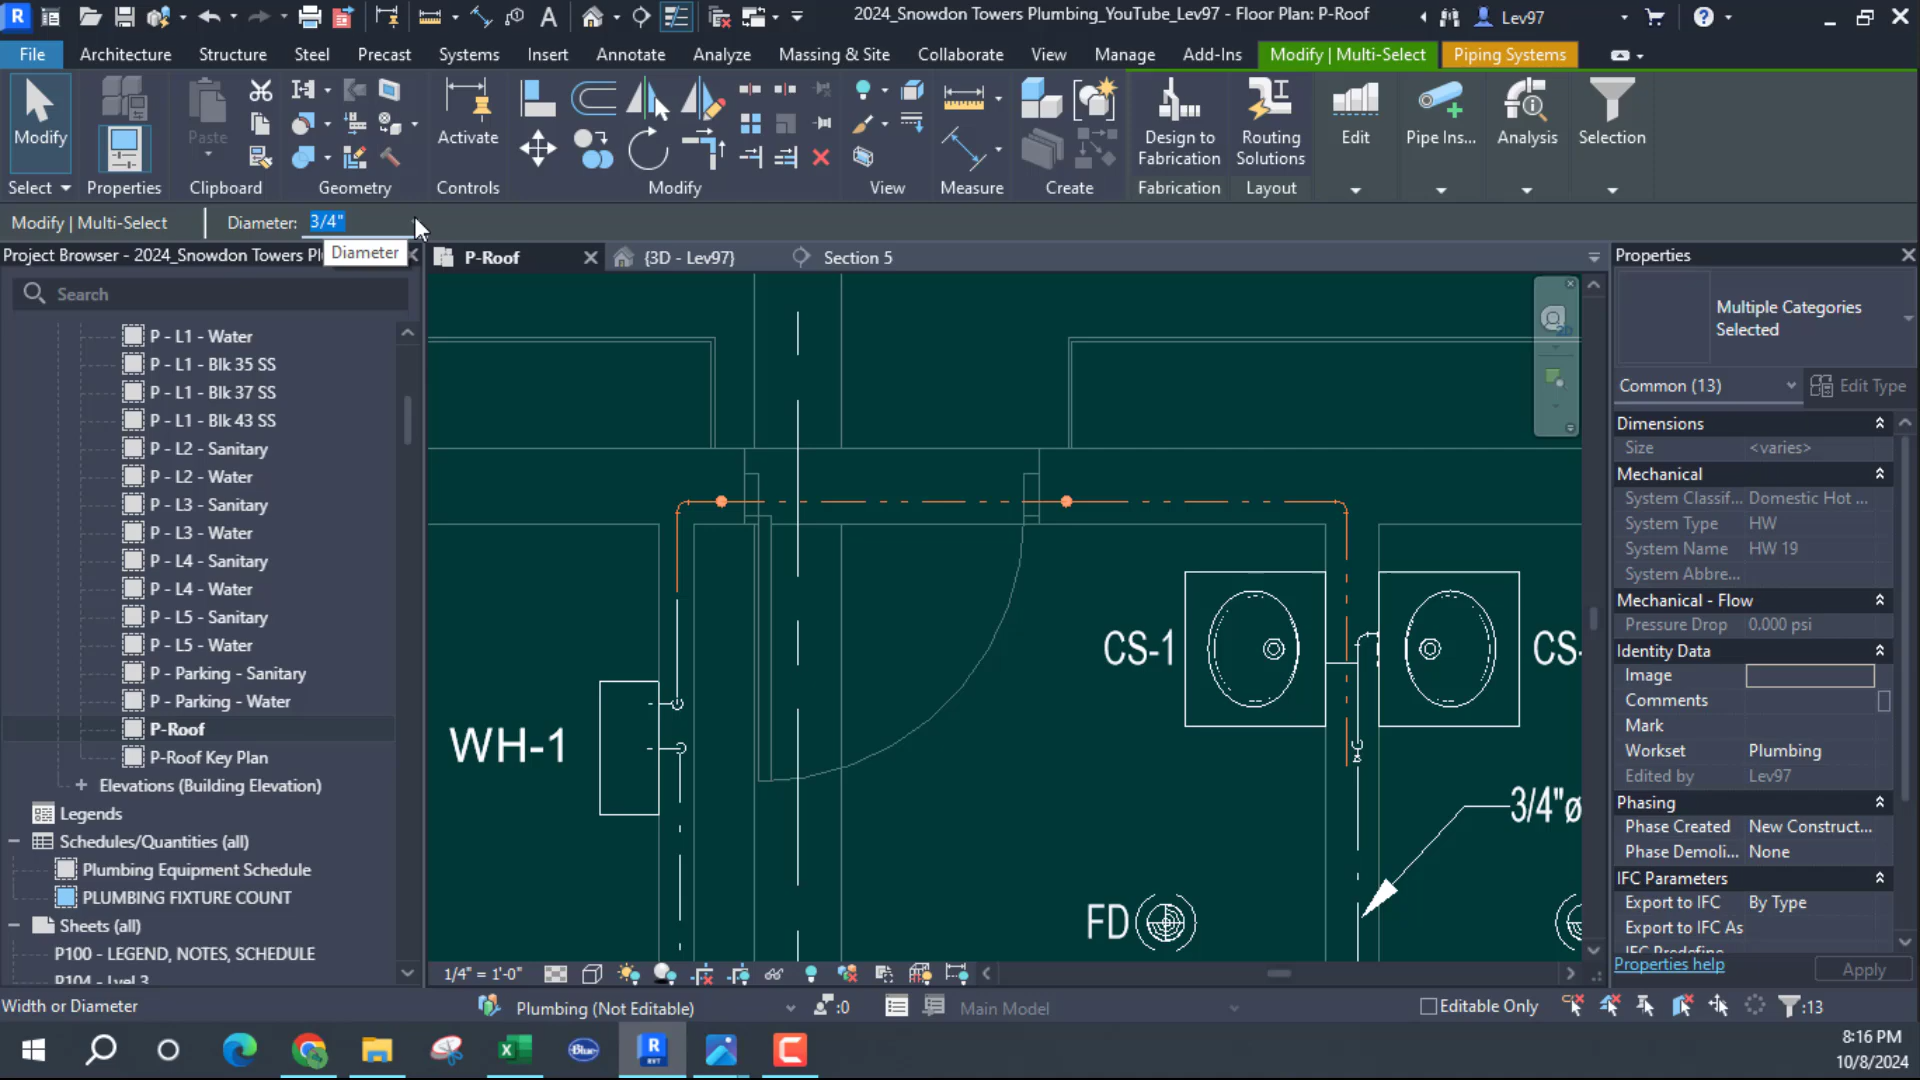 2024_Snowdon Towers Plumbing_YouTube_Lev97 - Floor Plan: P-Roof
Lev97
File
Architecture
Structure
Steel
Precast
Systems
Insert
Annotate
Analyze
Massing & Site
Collaborate
View
Manage
Add-Ins
Modify | Multi-Select
Piping Systems
Modify
Paste
Activate
Design to
Fabrication
Routing
Solutions
Edit
Pipe Ins...
Analysis
Selection
Select
Properties
Clipboard
Geometry
Controls
Modify
View
Measure
Create
Fabrication
Layout
Modify | Multi-Select
Diameter:
3/4"
Diameter
Project Browser - 2024_Snowdon Towers Pl
Search
P - L1 - Water
P - L1 - Blk 35 SS
P - L1 - Blk 37 SS
P - L1 - Blk 43 SS
P - L2 - Sanitary
P - L2 - Water
P - L3 - Sanitary
P - L3 - Water
P - L4 - Sanitary
P - L4 - Water
P - L5 - Sanitary
P - L5 - Water
P - Parking - Sanitary
P - Parking - Water
P-Roof
P-Roof Key Plan
Elevations (Building Elevation)
Legends
Schedules/Quantities (all)
Plumbing Equipment Schedule
PLUMBING FIXTURE COUNT
Sheets (all)
P100 - LEGEND, NOTES, SCHEDULE
P104 - Lvel 3
P-Roof
{3D - Lev97}
Section 5
WH-1
CS-1
CS-
3/4"ø
FD
1/4" = 1'-0"
Properties
Multiple Categories
Selected
Common (13)
Edit Type
Dimensions
Size <varies>
Mechanical
System Classif... Domestic Hot ...
System Type HW
System Name HW 19
System Abbre...
Mechanical - Flow
Pressure Drop 0.000 psi
Identity Data
Image
Comments
Mark
Workset Plumbing
Edited by Lev97
Phasing
Phase Created New Construct...
Phase Demoli... None
IFC Parameters
Export to IFC By Type
Export to IFC As
Properties help
Apply
Width or Diameter
Plumbing (Not Editable)
:0
Main Model
Editable Only
:13
Blue
8:16 PM
10/8/2024